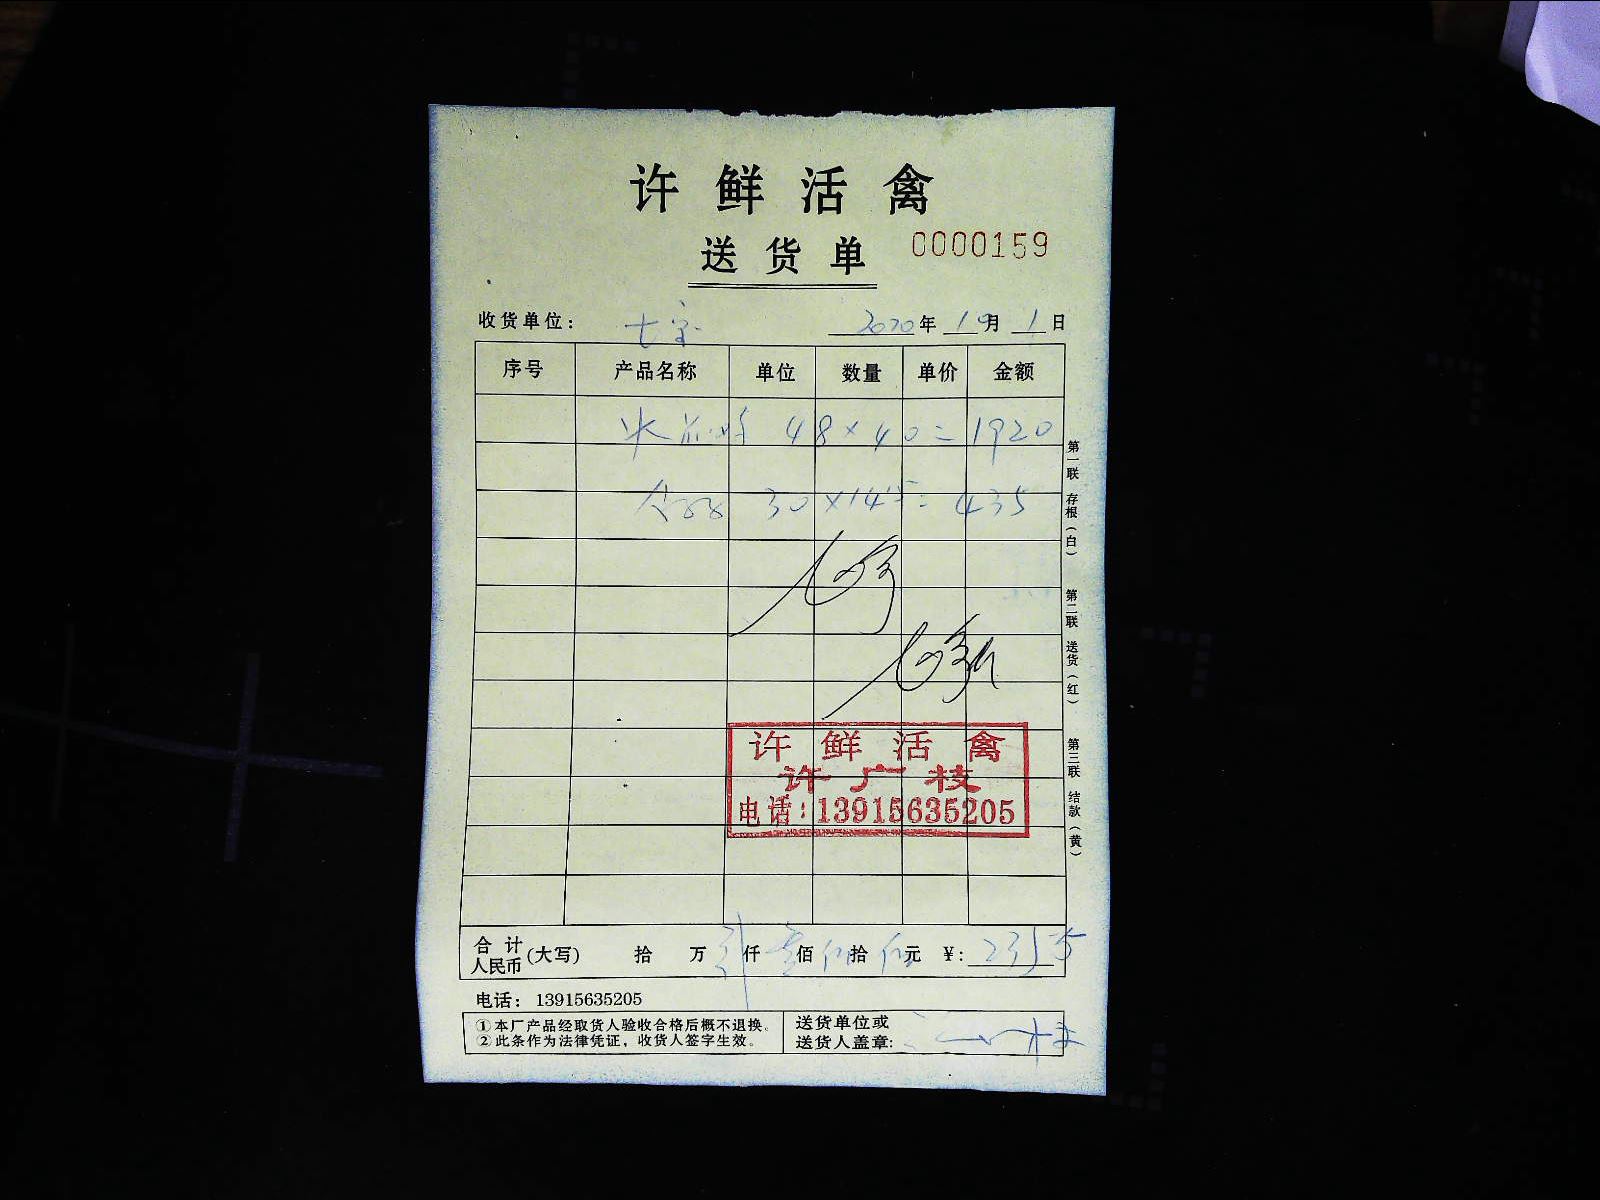 许鲜活禽
送货单
0000159
收货单位： 2020年10月1日
序号 产品名称 单位 数量 单价 金额
48×40=1920
30×14.5=435
许鲜活禽
许广枝
电话：13915635205
合计人民币(大写) 拾 万 仟 佰 拾 元 ¥：2355
电话：13915635205
①本厂产品经取货人验收合格后概不退换。
②此条作为法律凭证，收货人签字生效。
送货单位或
送货人盖章：
第一联 存根（白）
第二联 送货（红）
第三联 结款（黄）